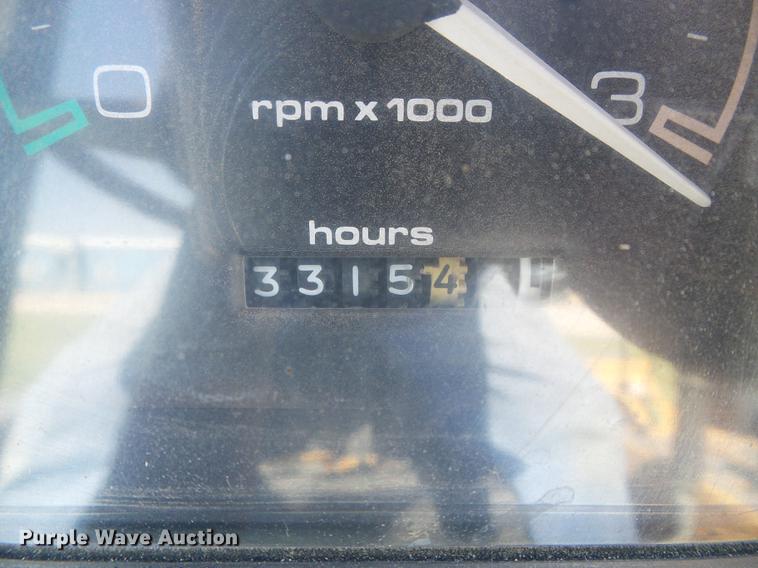 0 3
rpm x 1000
hours
33154
Purple Wave Auction